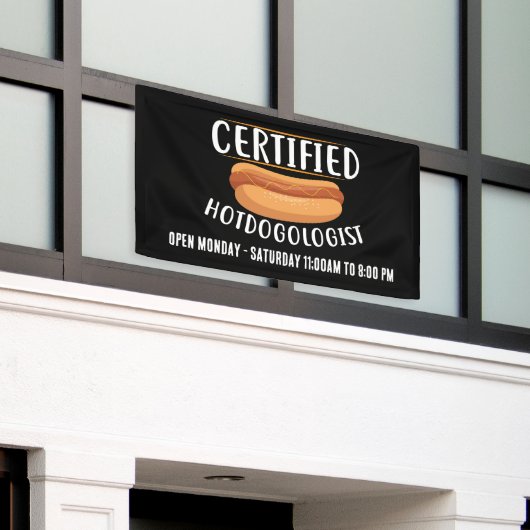 CERTIFIED
HOTDOGOLOGIST
OPEN MONDAY - SATURDAY 11:00AM TO 8:00 PM